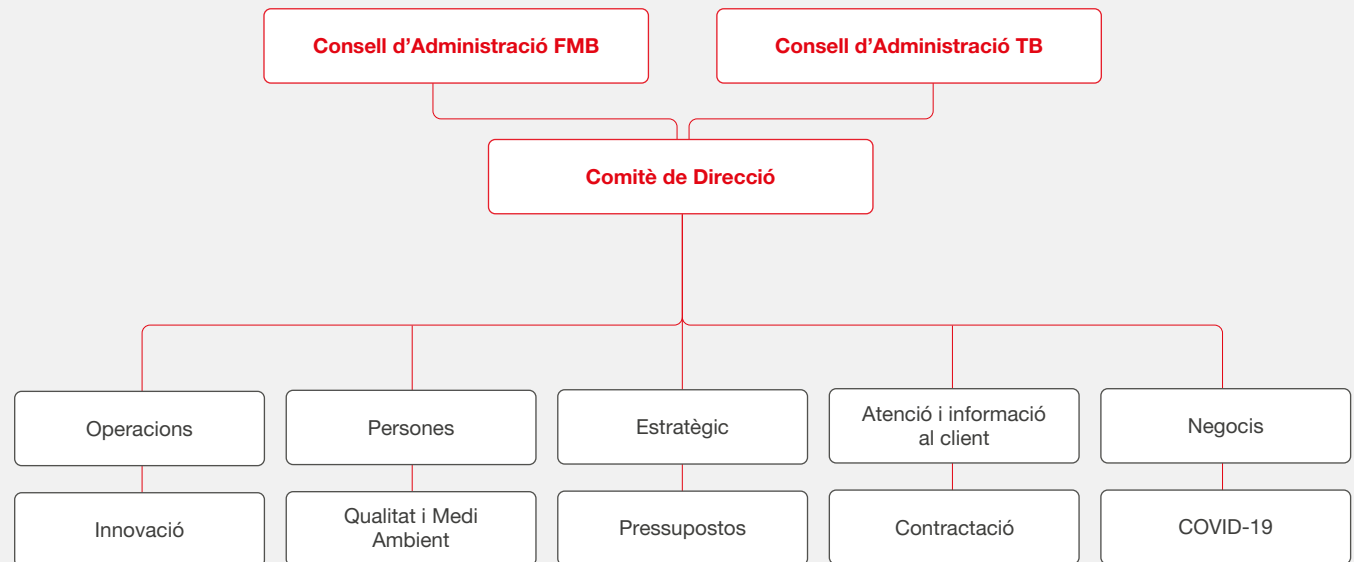 Consell d’Administració FMB
Consell d’Administració TB
Comitè de Direcció
Operacions
Persones
Estratègic
Atenció i informació
al client
Negocis
Innovació
Qualitat i Medi
Ambient
Pressupostos
Contractació
COVID-19